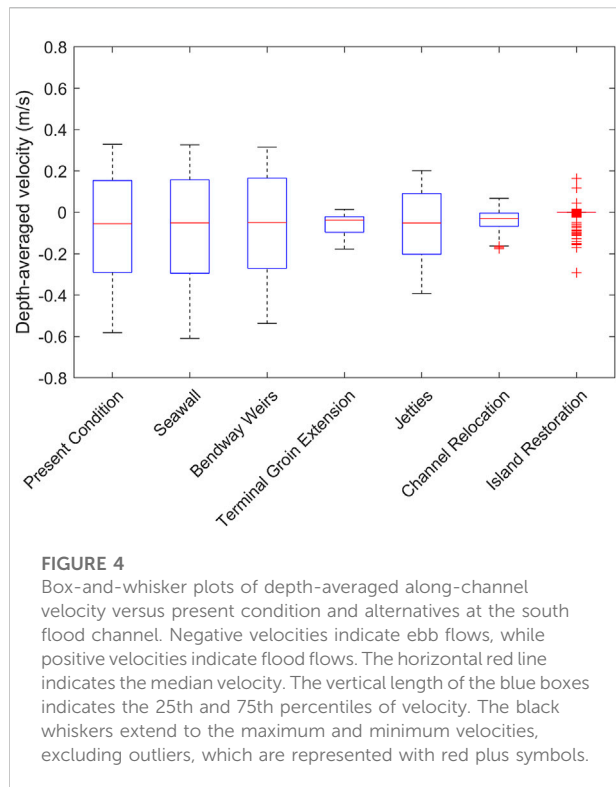 0.8
0.6
0.4
0.2
0
-0.2
-0.4
-0.6
-0.8
Depth-averaged velocity (m/s)
Present Condition
Seawall
Bendway Weirs
Terminal Groin Extension
Jetties
Channel Relocation
Island Restoration
FIGURE 4
Box-and-whisker plots of depth-averaged along-channel
velocity versus present condition and alternatives at the south
flood channel. Negative velocities indicate ebb flows, while
positive velocities indicate flood flows. The horizontal red line
indicates the median velocity. The vertical length of the blue boxes
indicates the 25th and 75th percentiles of velocity. The black
whiskers extend to the maximum and minimum velocities,
excluding outliers, which are represented with red plus symbols.